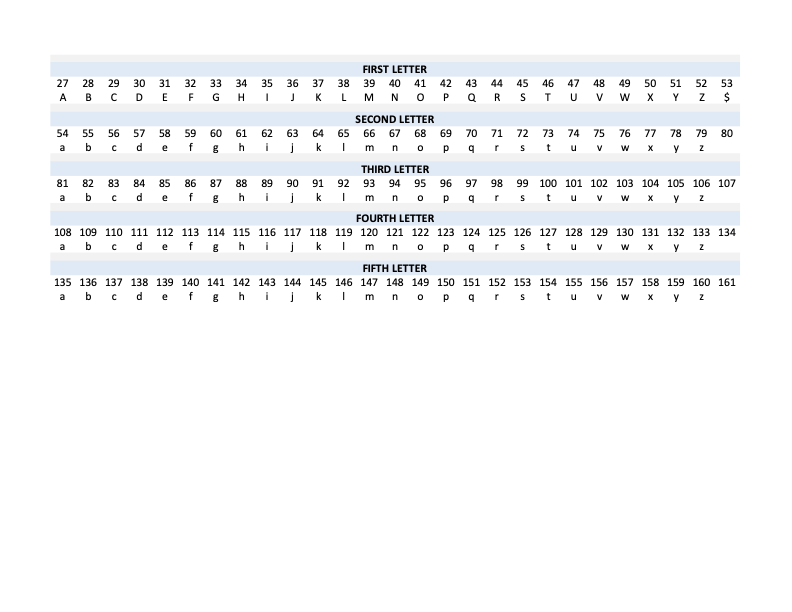 FIRST LETTER
27 28 29 30 31 32 33 34 35 36 37 38 39 40 41 42 43 44 45 46 47 48 49 50 51 52 53
A B C D E F G H I J K L M N O P Q R S T U V W X Y Z $
SECOND LETTER
54 55 56 57 58 59 60 61 62 63 64 65 66 67 68 69 70 71 72 73 74 75 76 77 78 79 80
a b c d e f g h i j k l m n o p q r s t u v w x y z
THIRD LETTER
81 82 83 84 85 86 87 88 89 90 91 92 93 94 95 96 97 98 99 100 101 102 103 104 105 106 107
a b c d e f g h i j k l m n o p q r s t u v w x y z
FOURTH LETTER
108 109 110 111 112 113 114 115 116 117 118 119 120 121 122 123 124 125 126 127 128 129 130 131 132 133 134
a b c d e f g h i j k l m n o p q r s t u v w x y z
FIFTH LETTER
135 136 137 138 139 140 141 142 143 144 145 146 147 148 149 150 151 152 153 154 155 156 157 158 159 160 161
a b c d e f g h i j k l m n o p q r s t u v w x y z